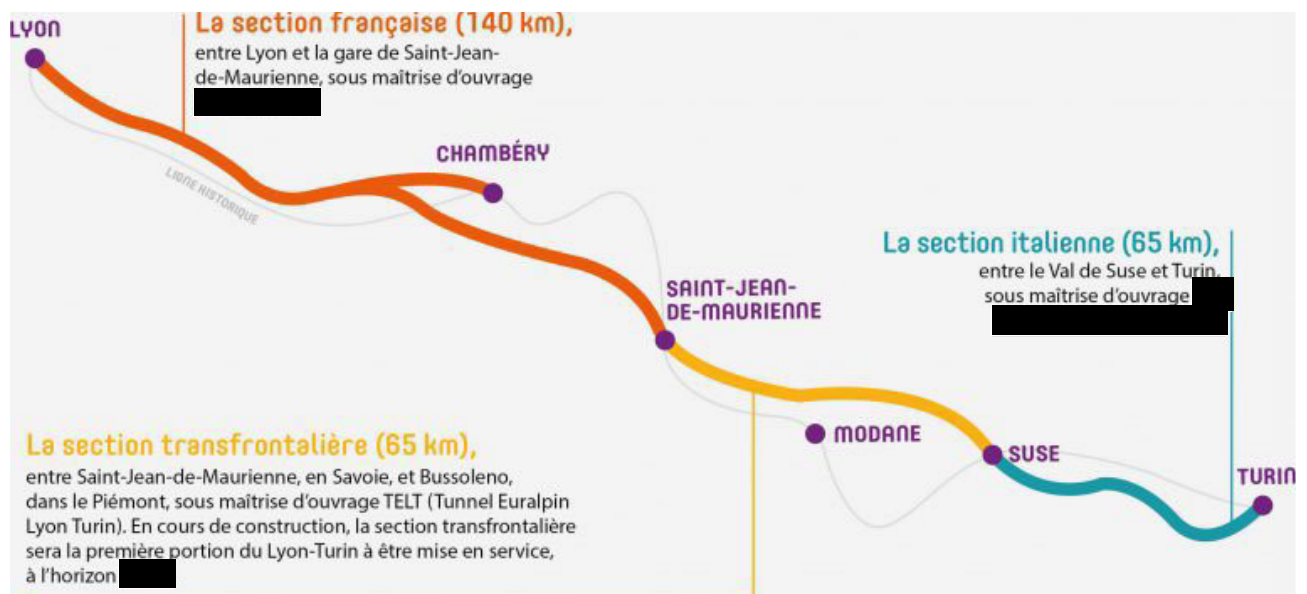 LYON
La section française (140 km),
entre Lyon et la gare de Saint-Jean-
de-Maurienne, sous maîtrise d'ouvrage
CHAMBÉRY
LIGNE HISTORIQUE
La section italienne (65 km),
entre le Val de Suse et Turin,
sous maîtrise d'ouvrage
SAINT-JEAN-
DE-MAURIENNE
MODANE
SUSE
TURIN
La section transfrontalière (65 km),
entre Saint-Jean-de-Maurienne, en Savoie, et Bussoleno,
dans le Piémont, sous maîtrise d'ouvrage TELT (Tunnel Euralpin
Lyon Turin). En cours de construction, la section transfrontalière
sera la première portion du Lyon-Turin à être mise en service,
à l'horizon